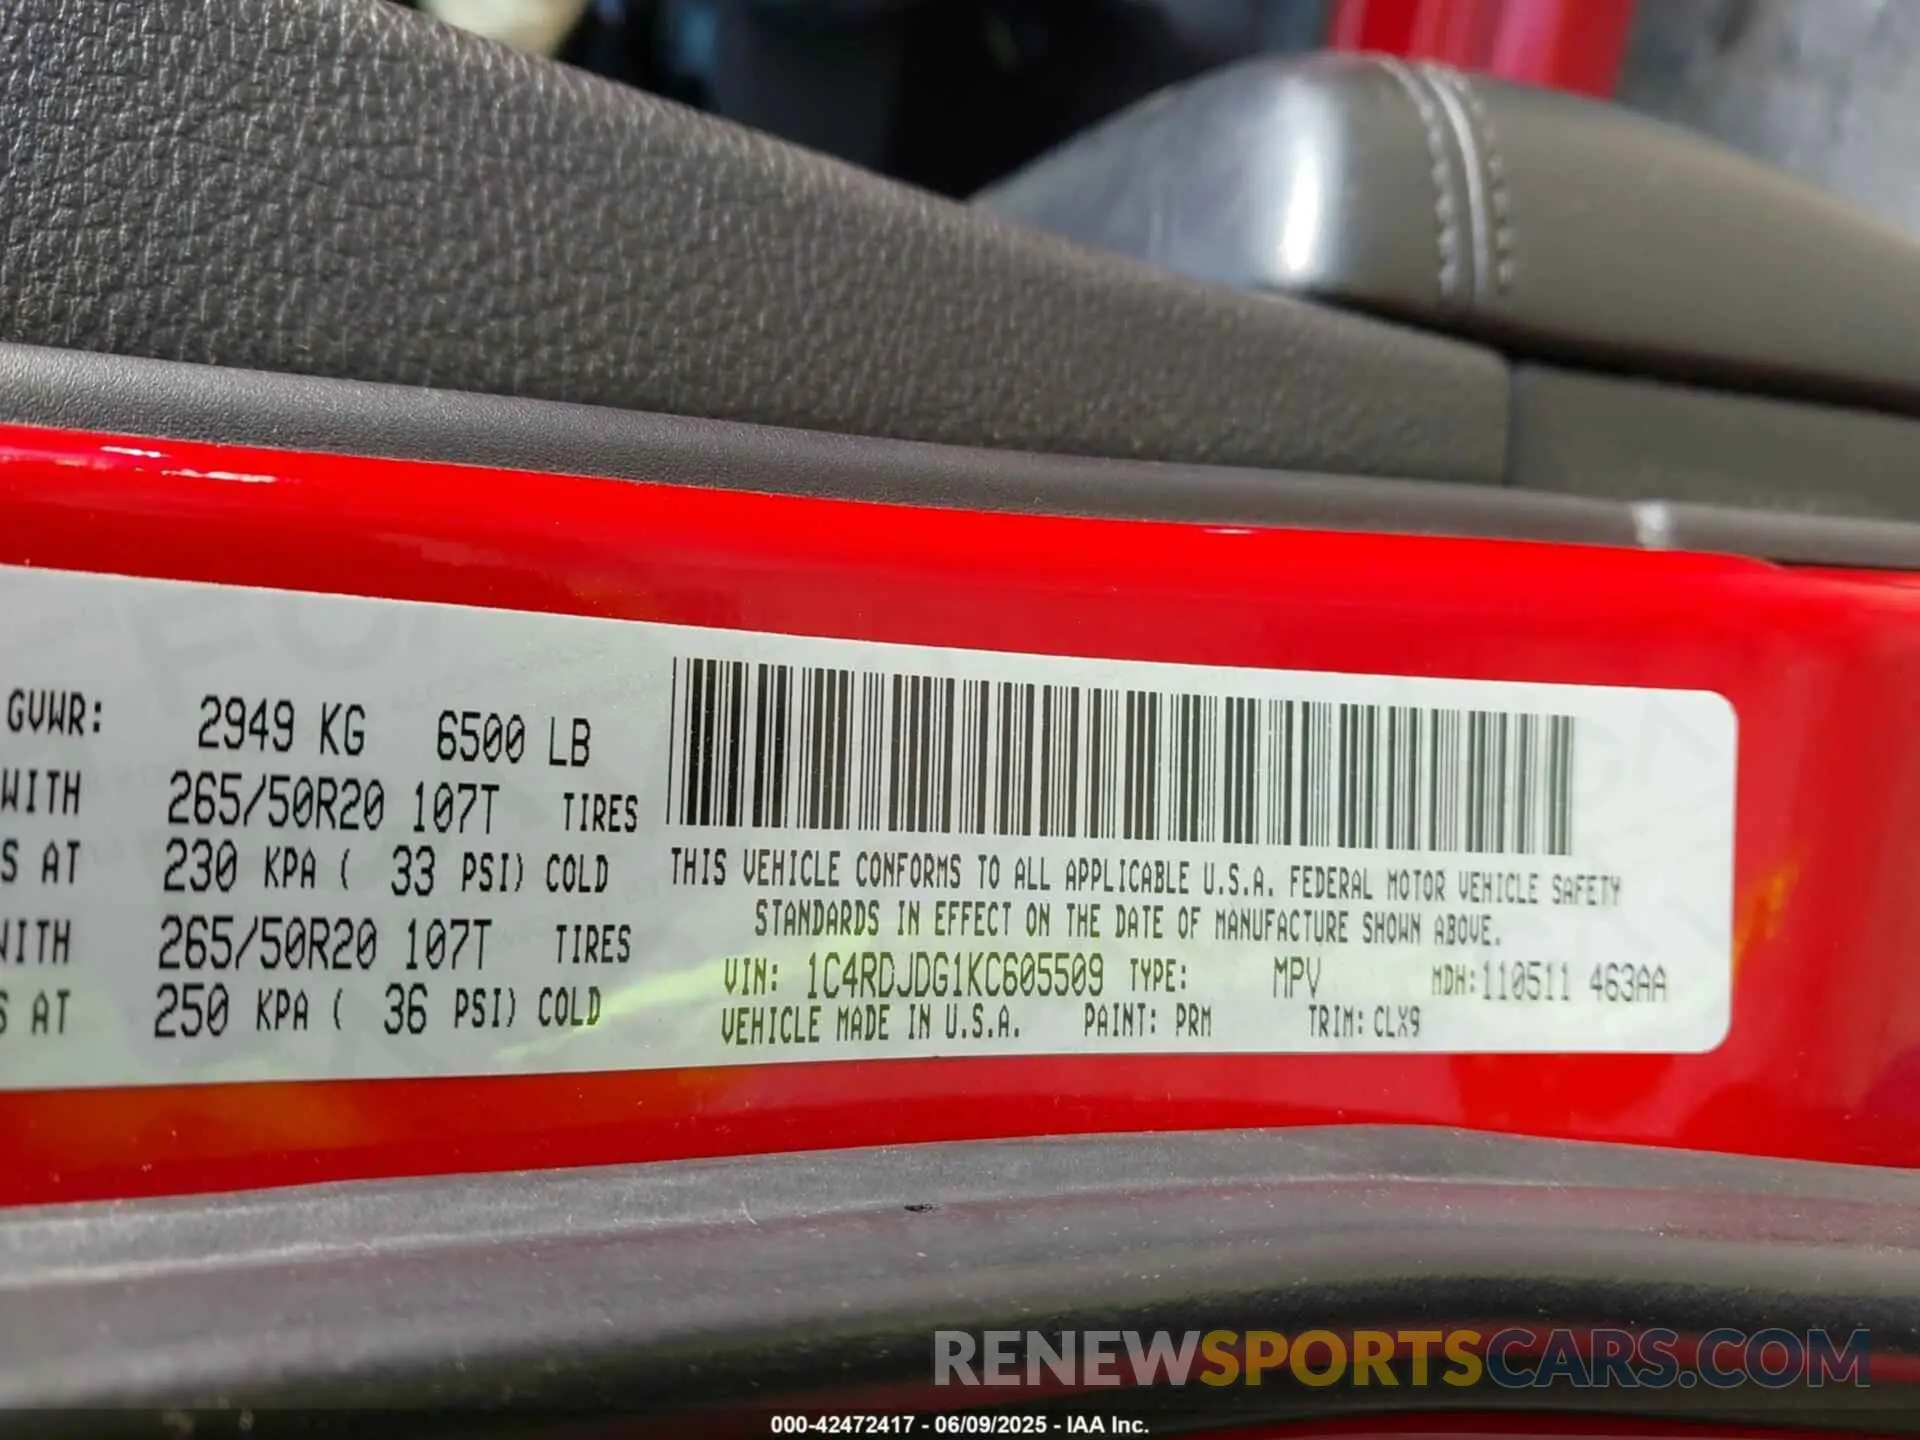 GVWR: 2949 KG 6500 LB
WITH 265/50R20 107T TIRES
S AT 230 KPA ( 33 PSI) COLD
WITH 265/50R20 107T TIRES
S AT 250 KPA ( 36 PSI) COLD
THIS VEHICLE CONFORMS TO ALL APPLICABLE U.S.A. FEDERAL MOTOR VEHICLE SAFETY
STANDARDS IN EFFECT ON THE DATE OF MANUFACTURE SHOWN ABOVE.
VIN: 1C4RDJDG1KC605509 TYPE: MPV MDH:110511 463AA
VEHICLE MADE IN U.S.A. PAINT: PRM TRIM: CLX9
RENEWSPORTSCARS.COM
000-42472417 - 06/09/2025 - IAA Inc.